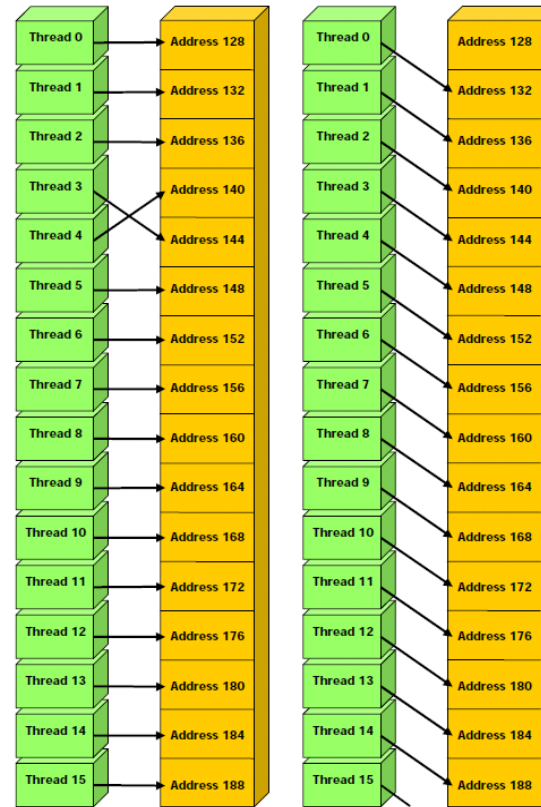 Thread 0 Address 128 Thread 0 Address 128
Thread 1 Address 132 Thread 1 Address 132
Thread 2 Address 136 Thread 2 Address 136
Thread 3 Address 140 Thread 3 Address 140
Thread 4 Address 144 Thread 4 Address 144
Thread 5 Address 148 Thread 5 Address 148
Thread 6 Address 152 Thread 6 Address 152
Thread 7 Address 156 Thread 7 Address 156
Thread 8 Address 160 Thread 8 Address 160
Thread 9 Address 164 Thread 9 Address 164
Thread 10 Address 168 Thread 10 Address 168
Thread 11 Address 172 Thread 11 Address 172
Thread 12 Address 176 Thread 12 Address 176
Thread 13 Address 180 Thread 13 Address 180
Thread 14 Address 184 Thread 14 Address 184
Thread 15 Address 188 Thread 15 Address 188